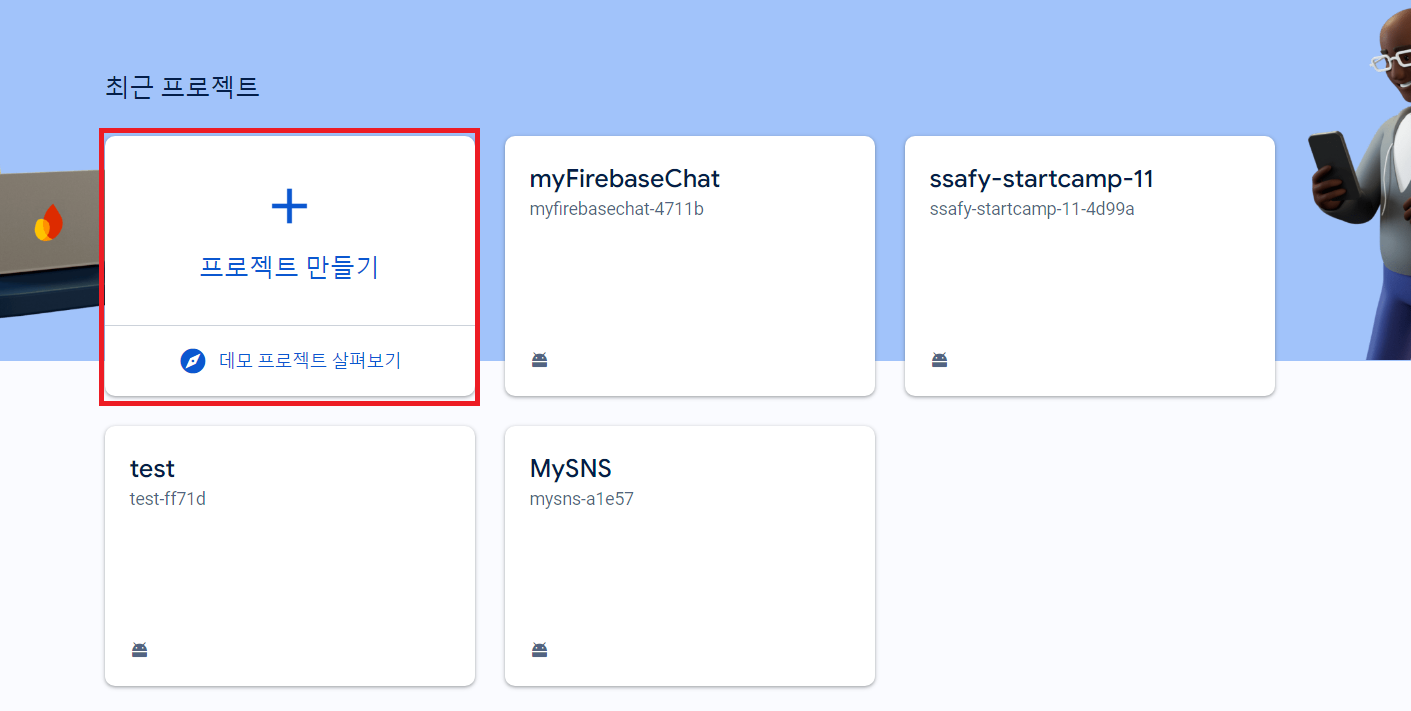 최근 프로젝트
프로젝트 만들기
데모 프로젝트 살펴보기
myFirebaseChat
myfirebasechat-4711b
ssafy-startcamp-11
ssafy-startcamp-11-4d99a
test
test-ff71d
MySNS
mysns-a1e57